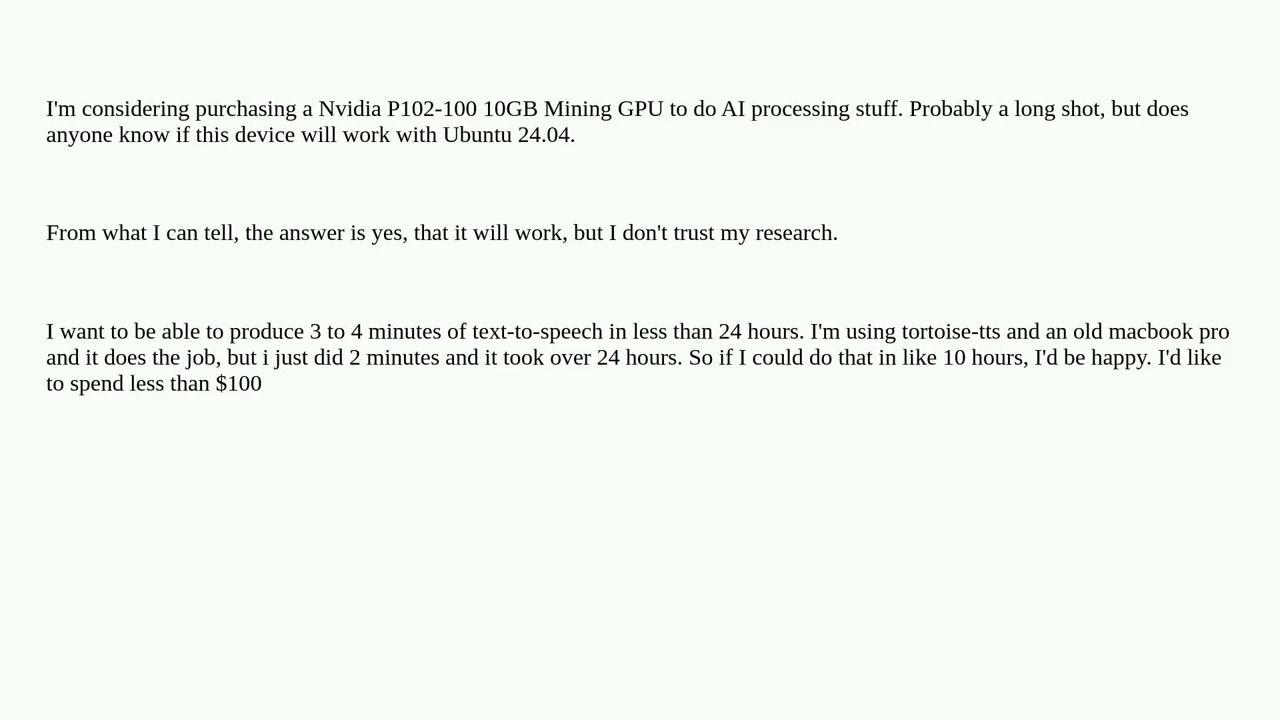 I'm considering purchasing a Nvidia P102-100 10GB Mining GPU to do AI processing stuff. Probably a long shot, but does
anyone know if this device will work with Ubuntu 24.04.
From what I can tell, the answer is yes, that it will work, but I don't trust my research.
I want to be able to produce 3 to 4 minutes of text-to-speech in less than 24 hours. I'm using tortoise-tts and an old macbook pro
and it does the job, but i just did 2 minutes and it took over 24 hours. So if I could do that in like 10 hours, I'd be happy. I'd like
to spend less than $100